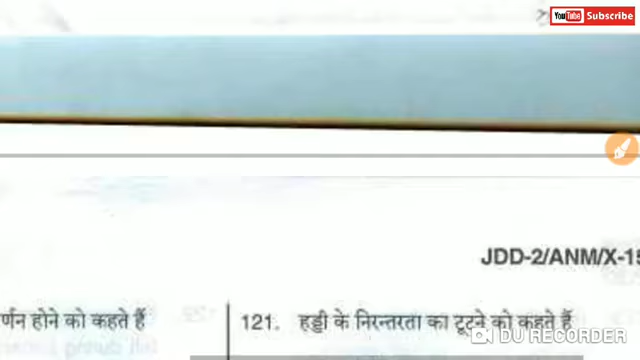 YouTube Subscribe
JDD-2/ANM/X-15
र्णन होने को कहते हैं
121. हड्डी के निरन्तरता का टूटने को कहते हैं
DU RECORDER